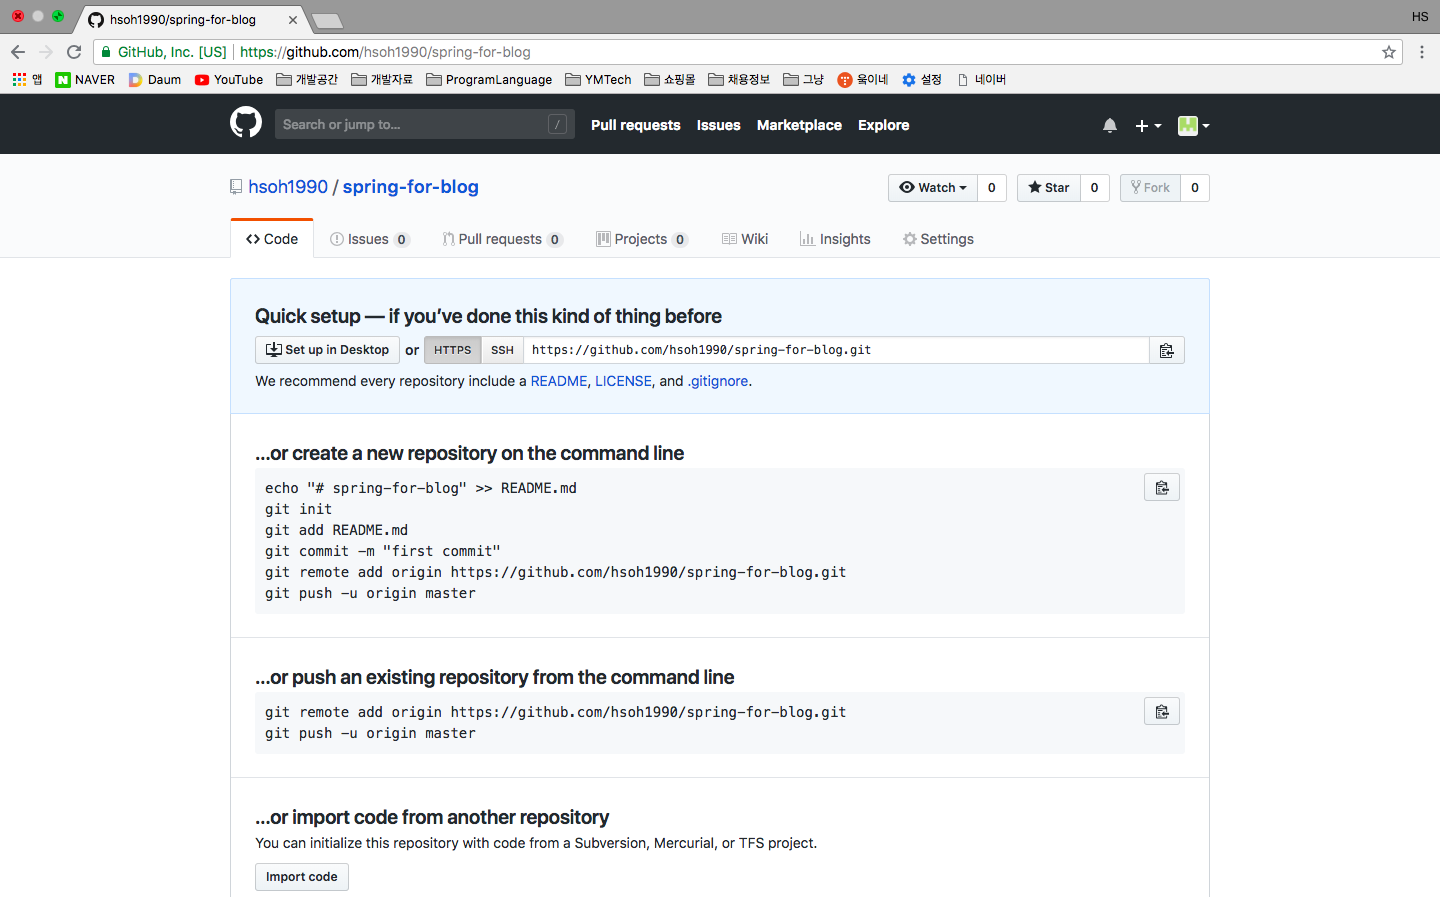 hsoh1990/spring-for-blog
HS
GitHub, Inc. [US] https://github.com/hsoh1990/spring-for-blog
앱 NAVER Daum YouTube 개발공간 개발자료 ProgramLanguage YMTech 쇼핑몰 채용정보 그냥 옼이네 설정 네이버
Search or jump to... / Pull requests Issues Marketplace Explore
hsoh1990 / spring-for-blog Watch 0 Star 0 Fork 0
Code Issues 0 Pull requests 0 Projects 0 Wiki Insights Settings
Quick setup — if you’ve done this kind of thing before
Set up in Desktop or HTTPS SSH https://github.com/hsoh1990/spring-for-blog.git
We recommend every repository include a README, LICENSE, and .gitignore.
…or create a new repository on the command line
echo "# spring-for-blog" >> README.md
git init
git add README.md
git commit -m "first commit"
git remote add origin https://github.com/hsoh1990/spring-for-blog.git
git push -u origin master
…or push an existing repository from the command line
git remote add origin https://github.com/hsoh1990/spring-for-blog.git
git push -u origin master
…or import code from another repository
You can initialize this repository with code from a Subversion, Mercurial, or TFS project.
Import code